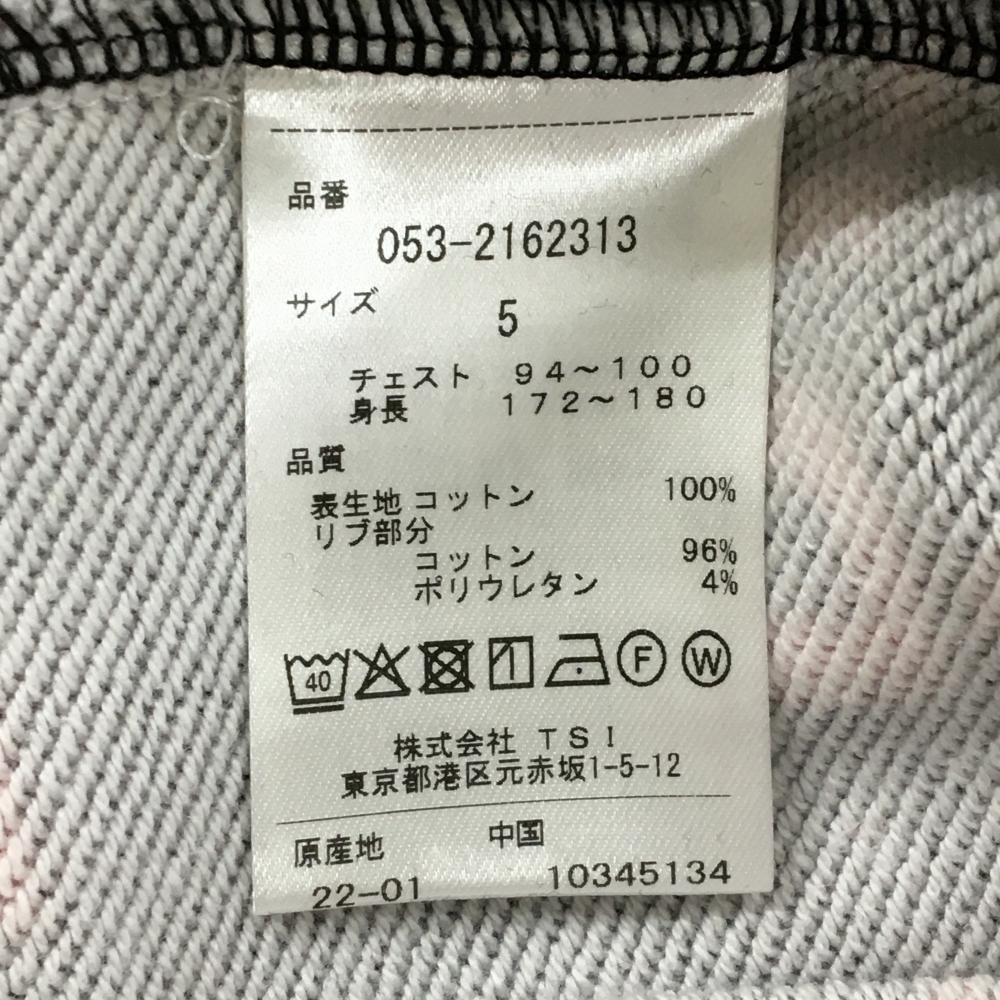 品番
053-2162313
サイズ 5
チェスト 94～100
身長 172～180
品質
表生地 コットン 100%
リブ部分
コットン 96%
ポリウレタン 4%
40 F W
株式会社 TSI
東京都港区元赤坂1-5-12
原産地 中国
22-01 10345134